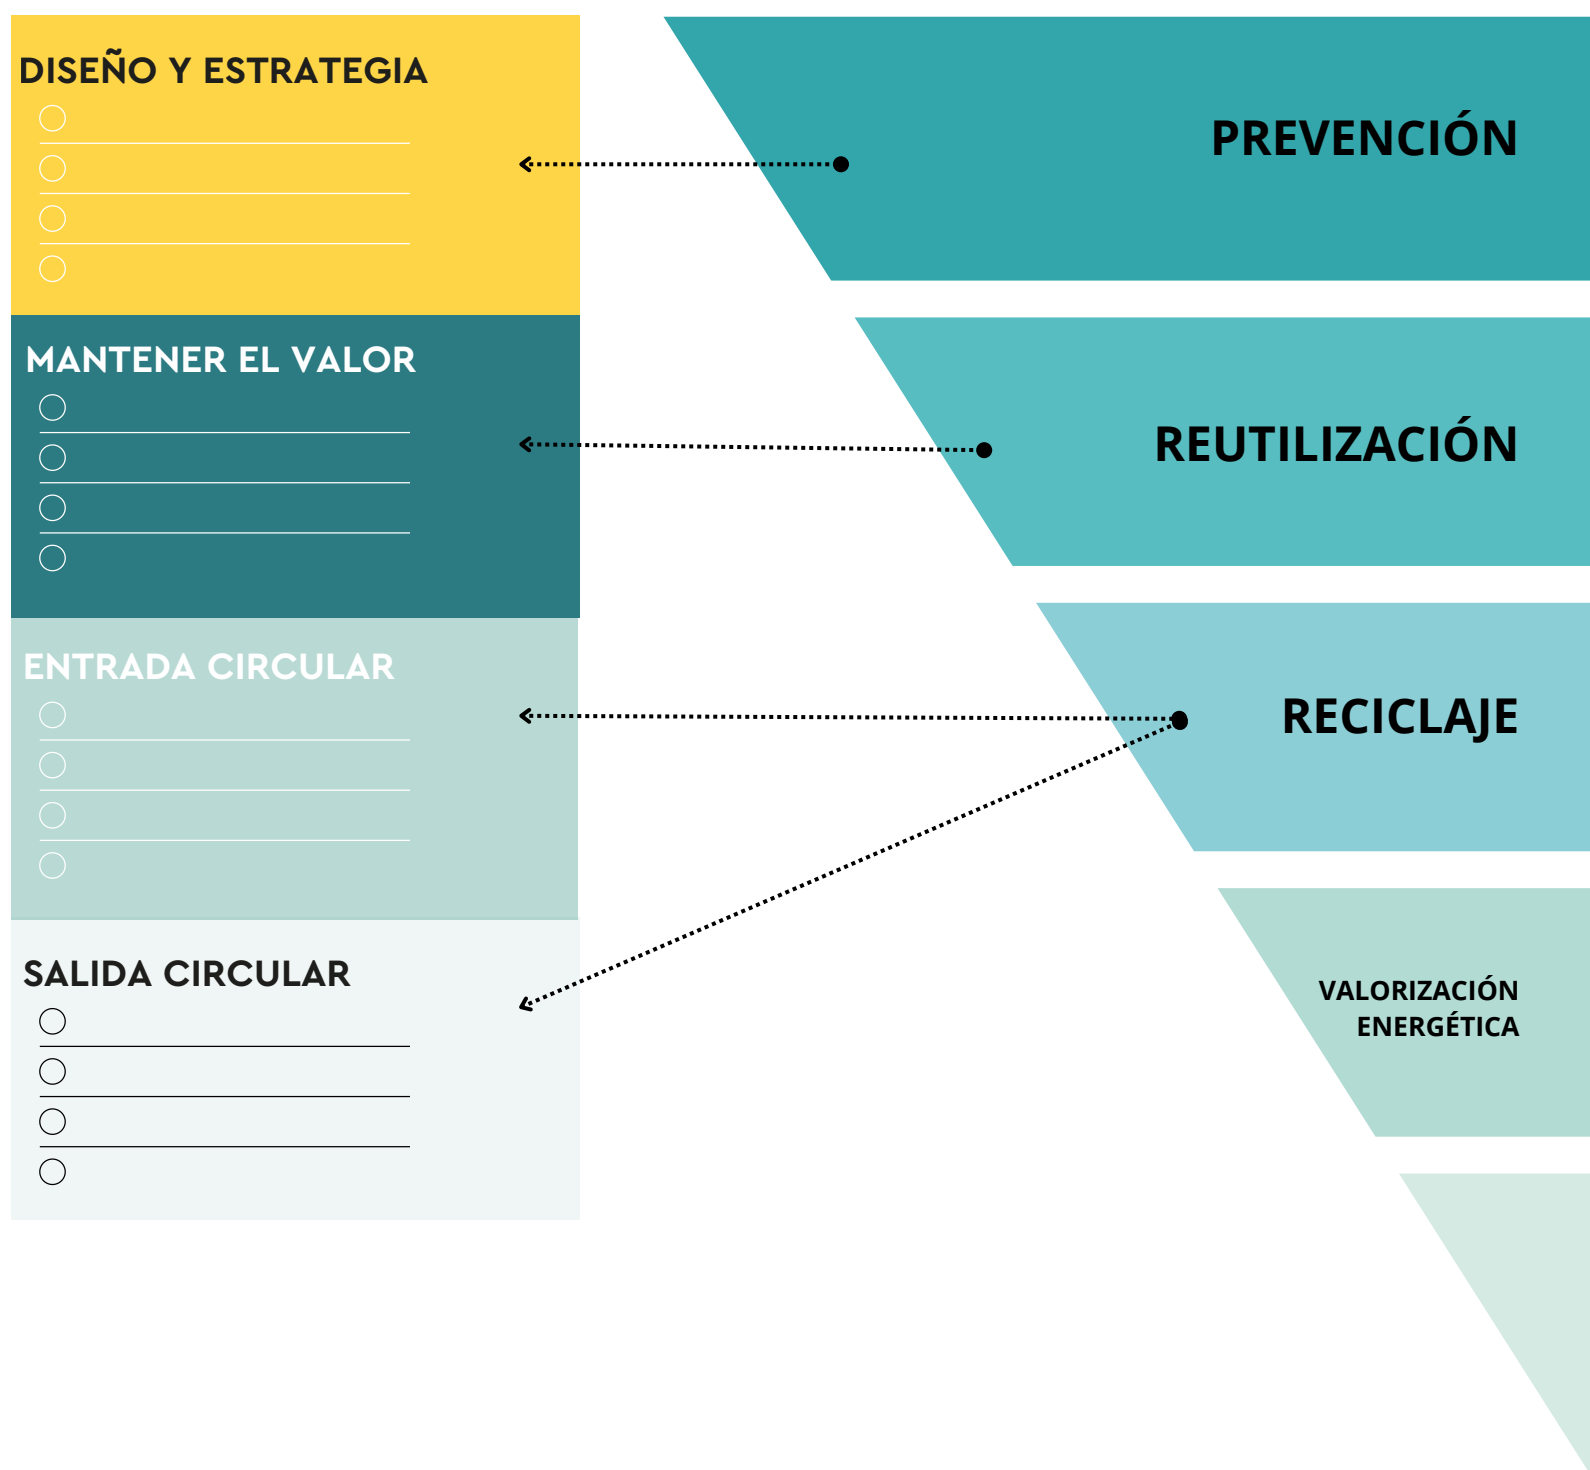 DISEÑO Y ESTRATEGIA
PREVENCIÓN
MANTENER EL VALOR
REUTILIZACIÓN
ENTRADA CIRCULAR
RECICLAJE
SALIDA CIRCULAR
VALORIZACIÓN
ENERGÉTICA